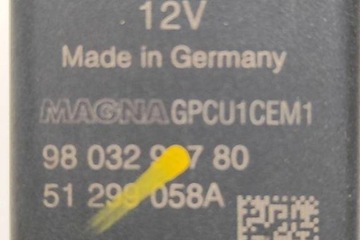 12V
Made in Germany
MAGNA GPCU1CEM1
98 032 80
51 299 058A